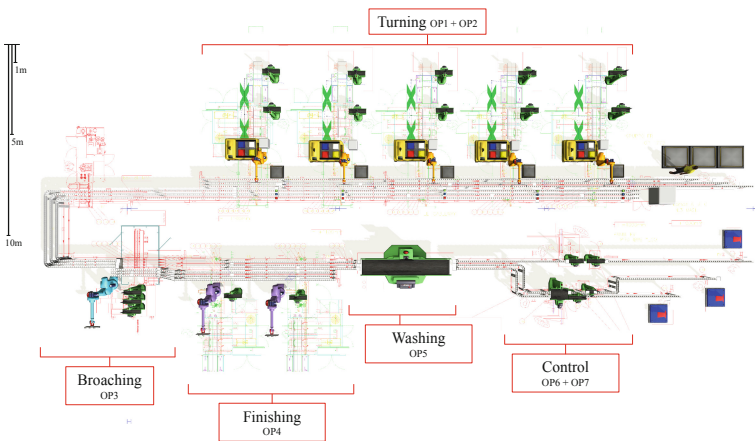 Turning OP1 + OP2
1m
5m
10m
Washing
OP5
Broaching
OP3
Control
OP6 + OP7
Finishing
OP4